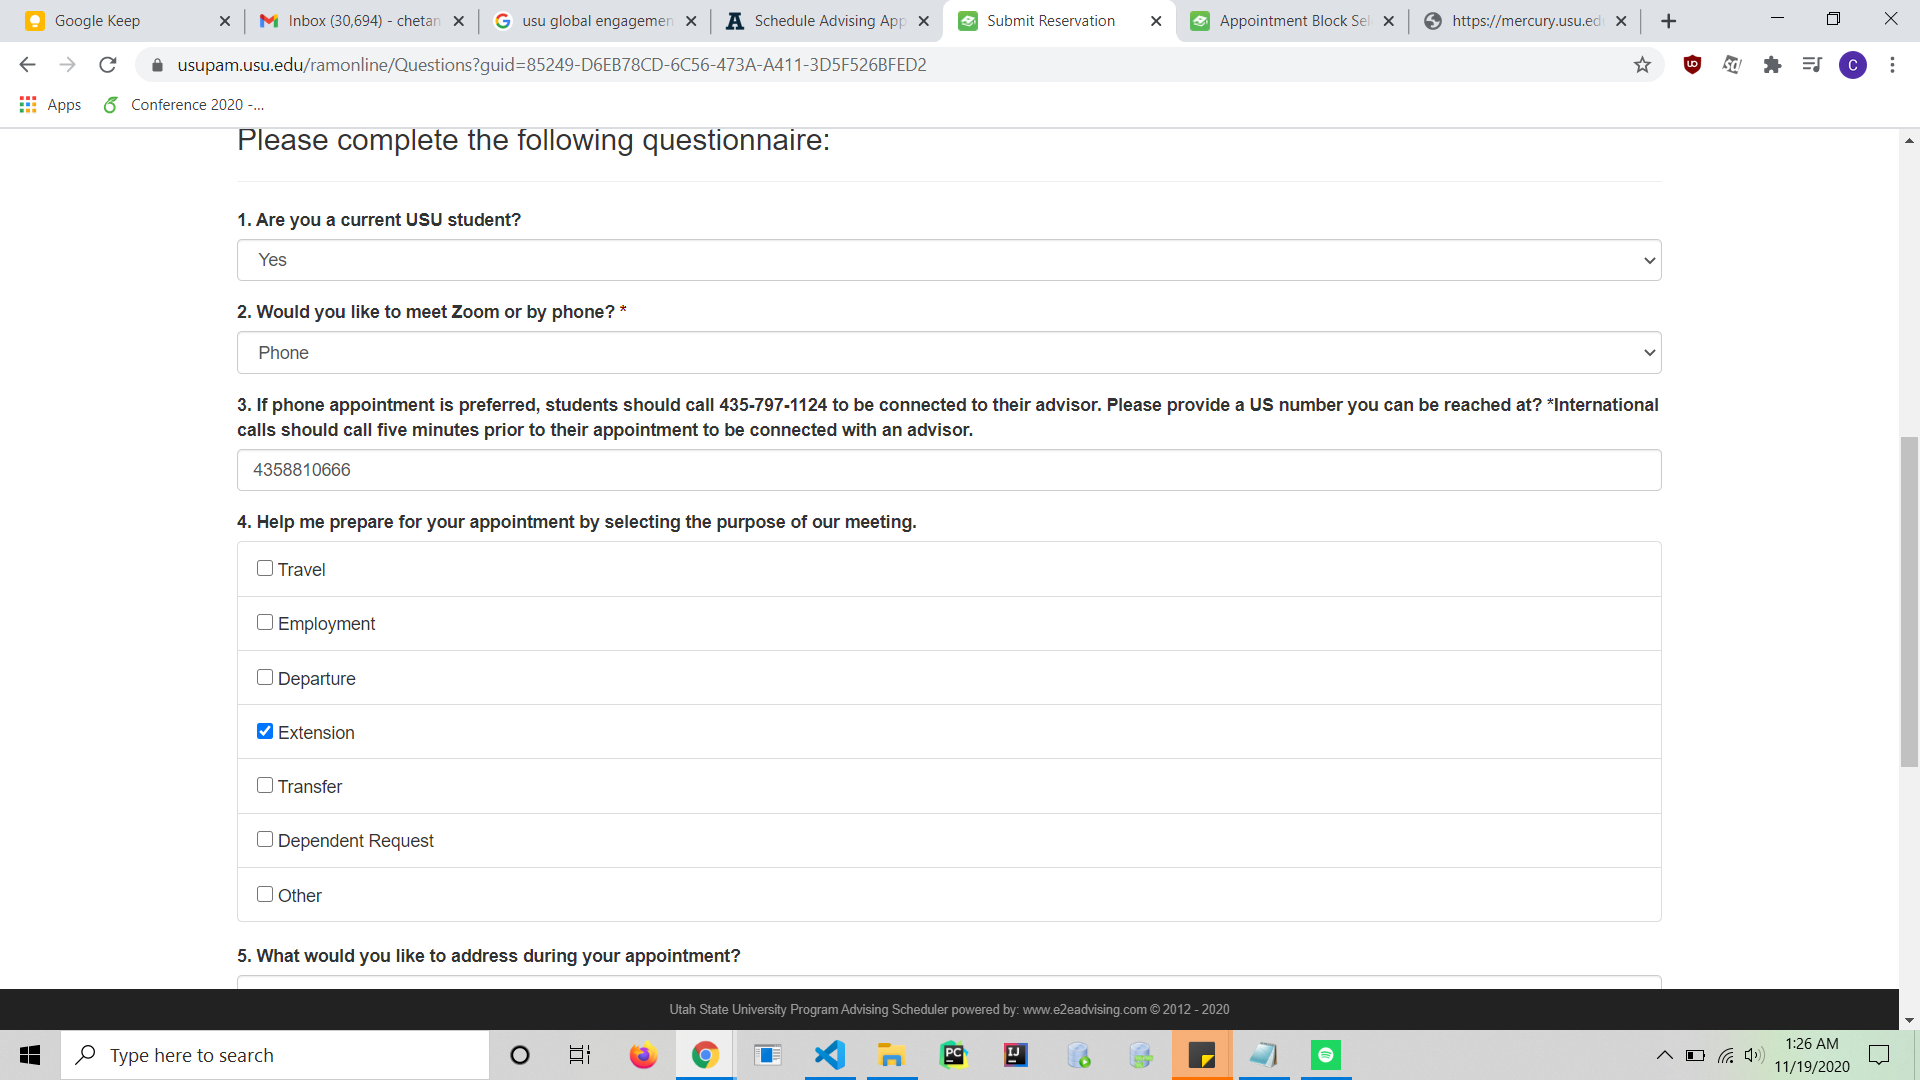 Google Keep
Inbox (30,694) - chetan
usu global engagemen
Schedule Advising App
Submit Reservation
Appointment Block Sel
https://mercury.usu.ed
usupam.usu.edu/ramonline/Questions?guid=85249-D6EB78CD-6C56-473A-A411-3D5F526BFED2
C
Apps
Conference 2020 -...
Please complete the following questionnaire:
1. Are you a current USU student?
Yes
2. Would you like to meet Zoom or by phone? *
Phone
3. If phone appointment is preferred, students should call 435-797-1124 to be connected to their advisor. Please provide a US number you can be reached at? *International
calls should call five minutes prior to their appointment to be connected with an advisor.
4358810666
4. Help me prepare for your appointment by selecting the purpose of our meeting.
Travel
Employment
Departure
Extension
Transfer
Dependent Request
Other
5. What would you like to address during your appointment?
Utah State University Program Advising Scheduler powered by: www.e2eadvising.com © 2012 - 2020
Type here to search
PC
IJ
1:26 AM
11/19/2020